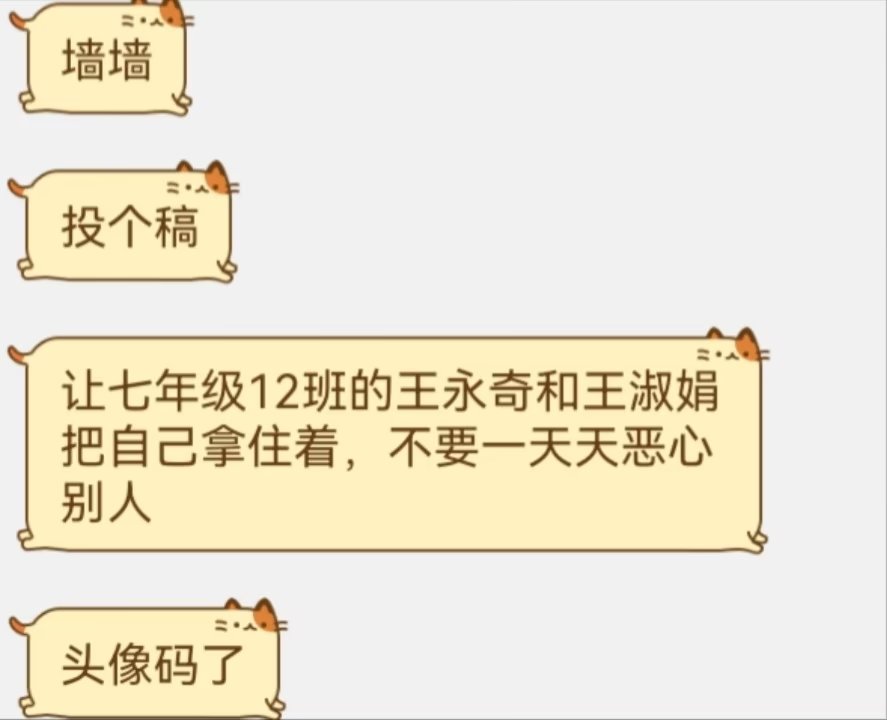 墙墙
投个稿
让七年级12班的王永奇和王淑娟
把自己拿住着，不要一天天恶心
别人
头像码了